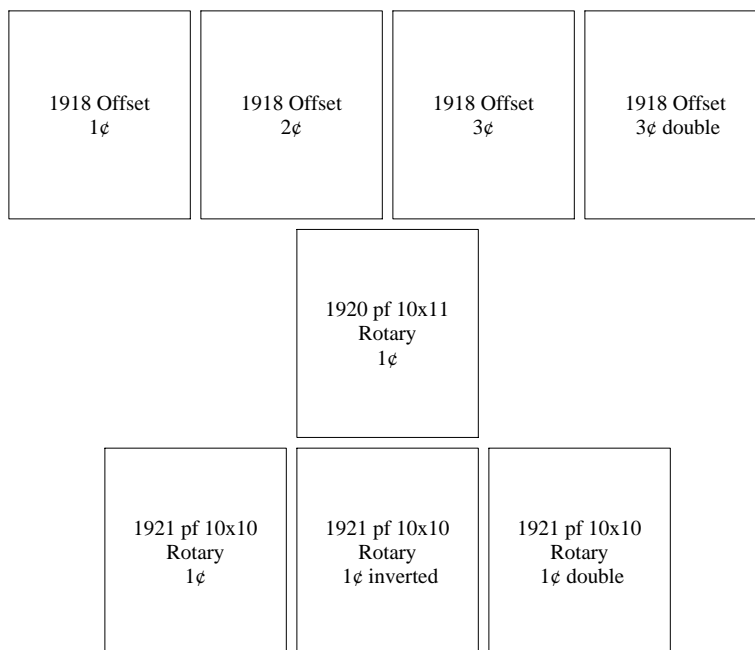 1918 Offset
1¢
1918 Offset
2¢
1918 Offset
3¢
1918 Offset
3¢ double
1920 pf 10x11
Rotary
1¢
1921 pf 10x10
Rotary
1¢
1921 pf 10x10
Rotary
1¢ inverted
1921 pf 10x10
Rotary
1¢ double